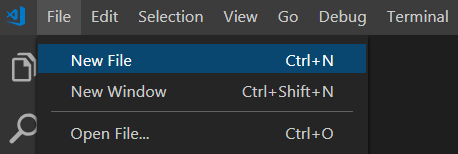 File Edit Selection View Go Debug Terminal
New File Ctrl+N
New Window Ctrl+Shift+N
Open File... Ctrl+O